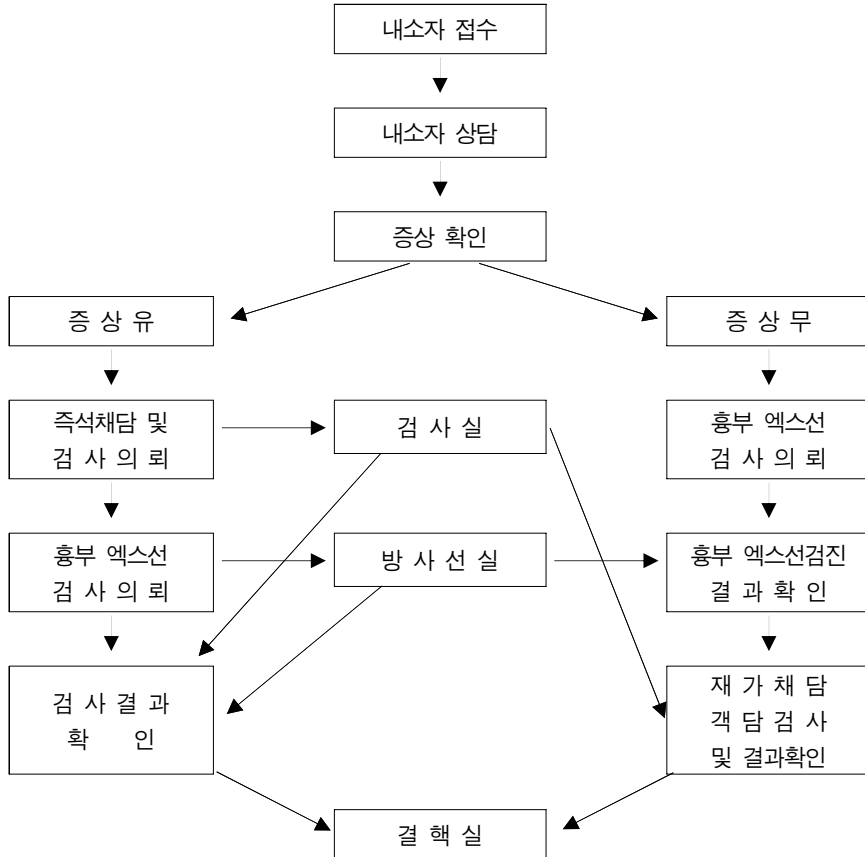 내소자 접수
내소자 상담
증상 확인
증 상 유
증 상 무
즉석채담 및
검 사 의 뢰
검 사 실
흉부 엑스선
검 사 의 뢰
흉부 엑스선
검 사 의 뢰
방 사 선 실
흉부 엑스선검진
결 과 확 인
검 사 결 과
확 인
재 가 채 담
객 담 검 사
및 결과확인
결 핵 실